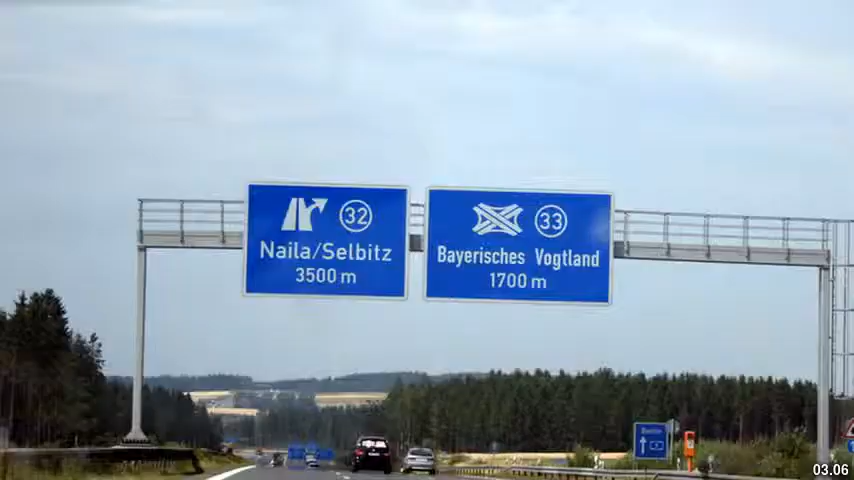 32
Naila/Selbitz
3500 m
33
Bayerisches Vogtland
1700 m
03.06